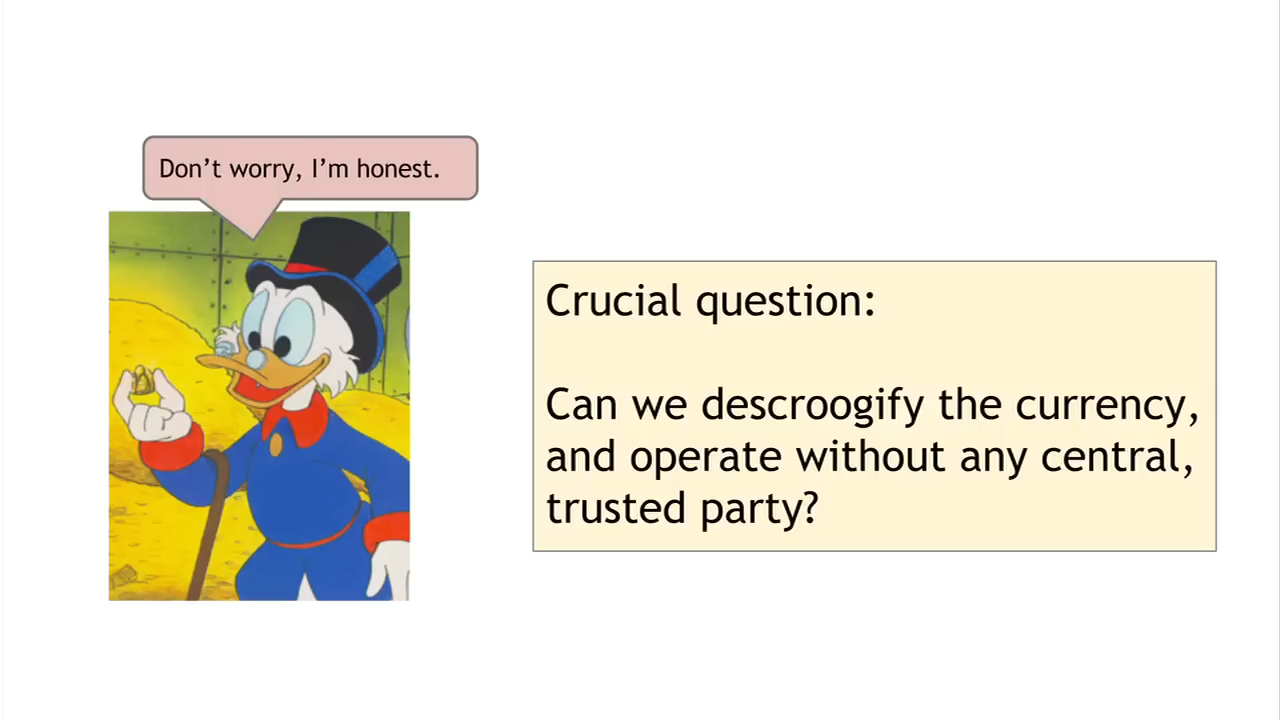 Don’t worry, I’m honest.
Crucial question:
Can we descroogify the currency,
and operate without any central,
trusted party?